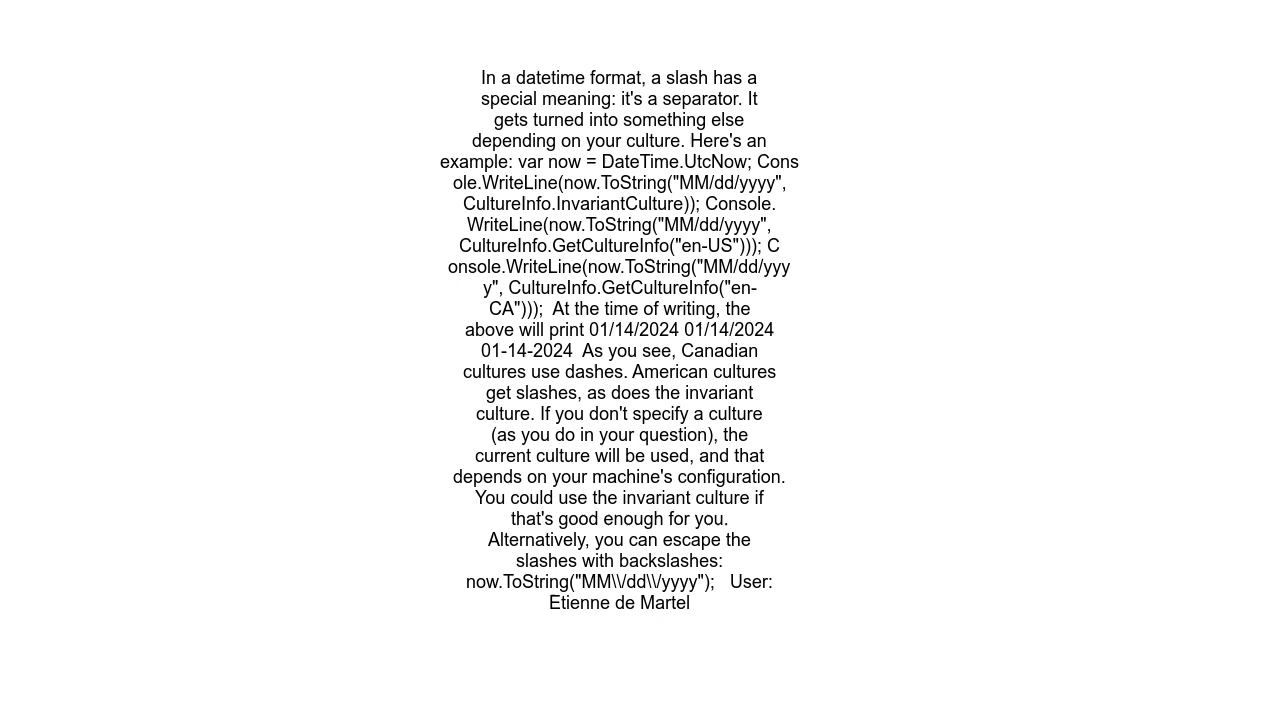 In a datetime format, a slash has a
special meaning: it's a separator. It
gets turned into something else
depending on your culture. Here's an
example: var now = DateTime.UtcNow; Cons
ole.WriteLine(now.ToString("MM/dd/yyyy",
CultureInfo.InvariantCulture)); Console.
WriteLine(now.ToString("MM/dd/yyyy",
CultureInfo.GetCultureInfo("en-US"))); C
onsole.WriteLine(now.ToString("MM/dd/yyy
y", CultureInfo.GetCultureInfo("en-
CA")));  At the time of writing, the
above will print 01/14/2024 01/14/2024
01-14-2024  As you see, Canadian
cultures use dashes. American cultures
get slashes, as does the invariant
culture. If you don't specify a culture
(as you do in your question), the
current culture will be used, and that
depends on your machine's configuration.
You could use the invariant culture if
that's good enough for you.
Alternatively, you can escape the
slashes with backslashes:
now.ToString("MM\\/dd\\/yyyy");   User:
Etienne de Martel